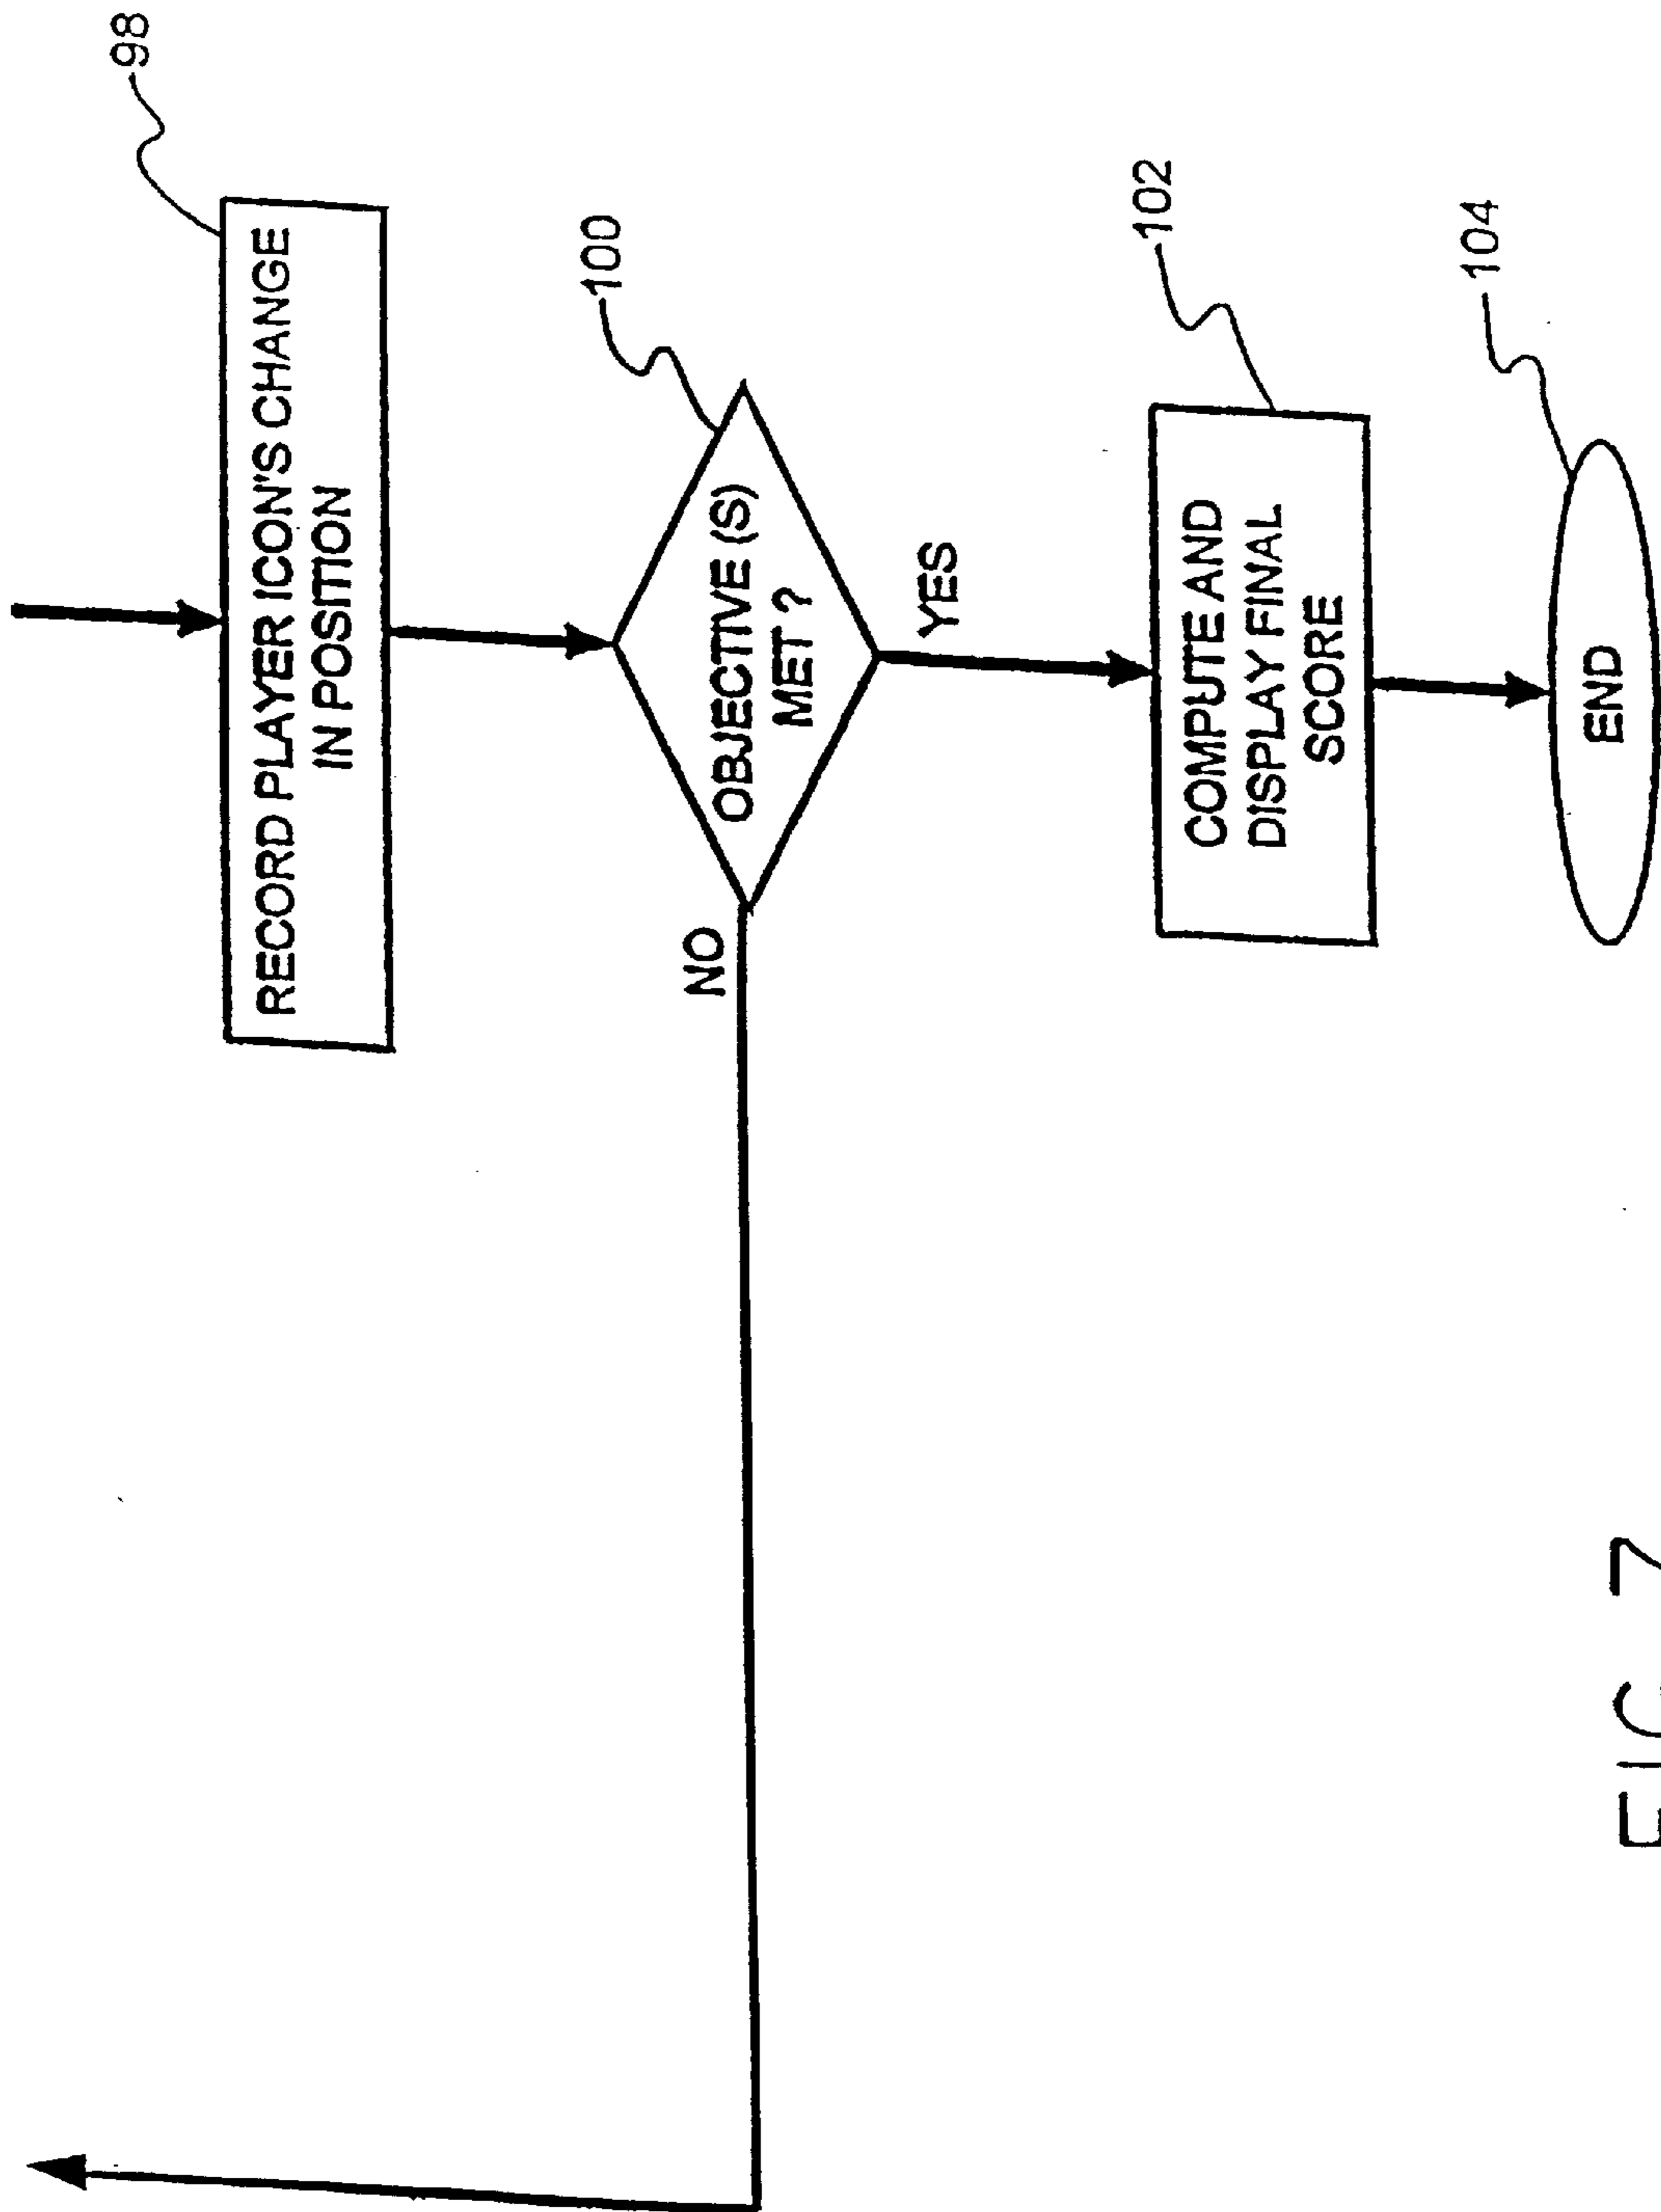 98
RECORD PLAYER ICON'S CHANGE
IN POSITION
100
OBJECTIVE (S)
MET ?
NO
YES
102
COMPUTE AND
DISPLAY FINAL
SCORE
104
END
FIG. 7